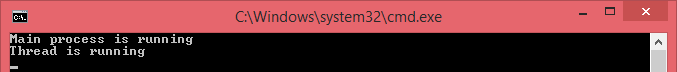 C:\Windows\system32\cmd.exe
Main process is running
Thread is running